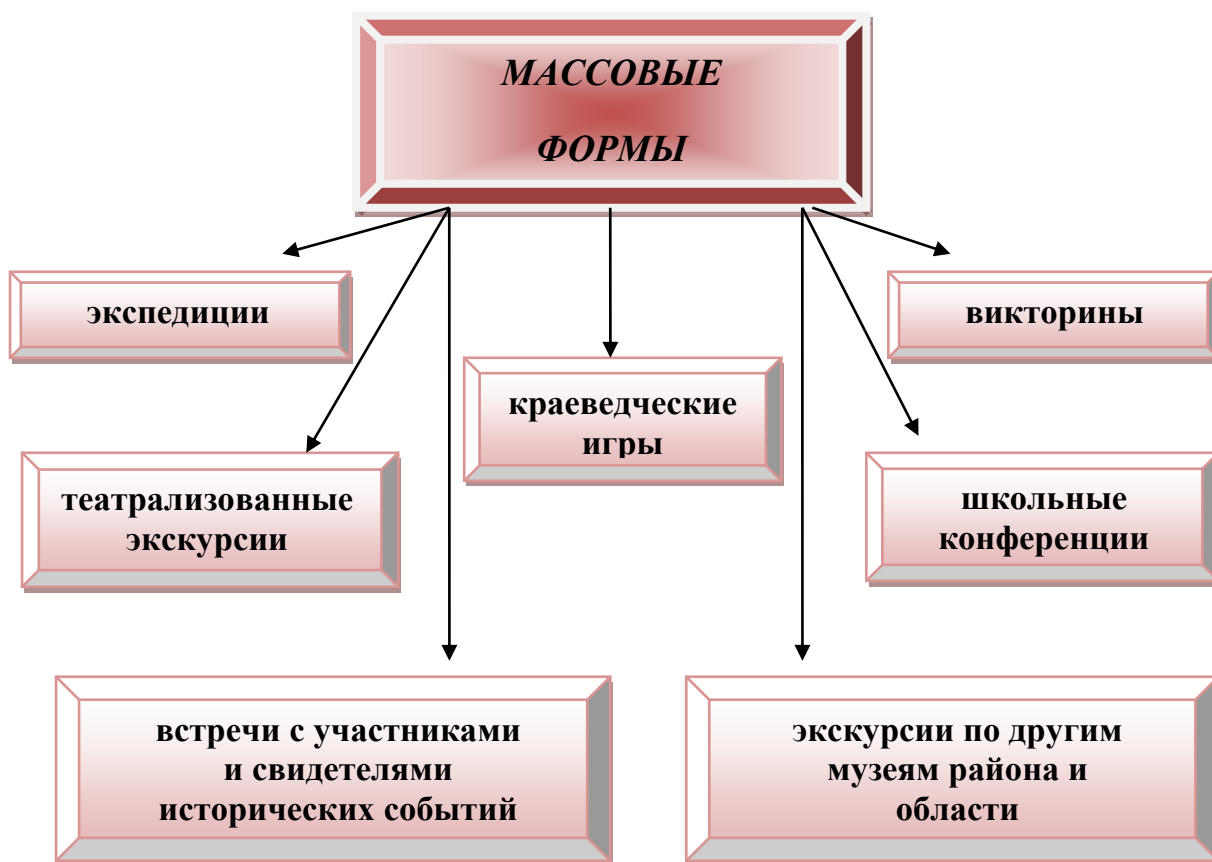 МАССОВЫЕ
ФОРМЫ
экспедиции
викторины
краеведческие
игры
театрализованные
экскурсии
школьные
конференции
встречи с участниками
и свидетелями
исторических событий
экскурсии по другим
музеям района и
области